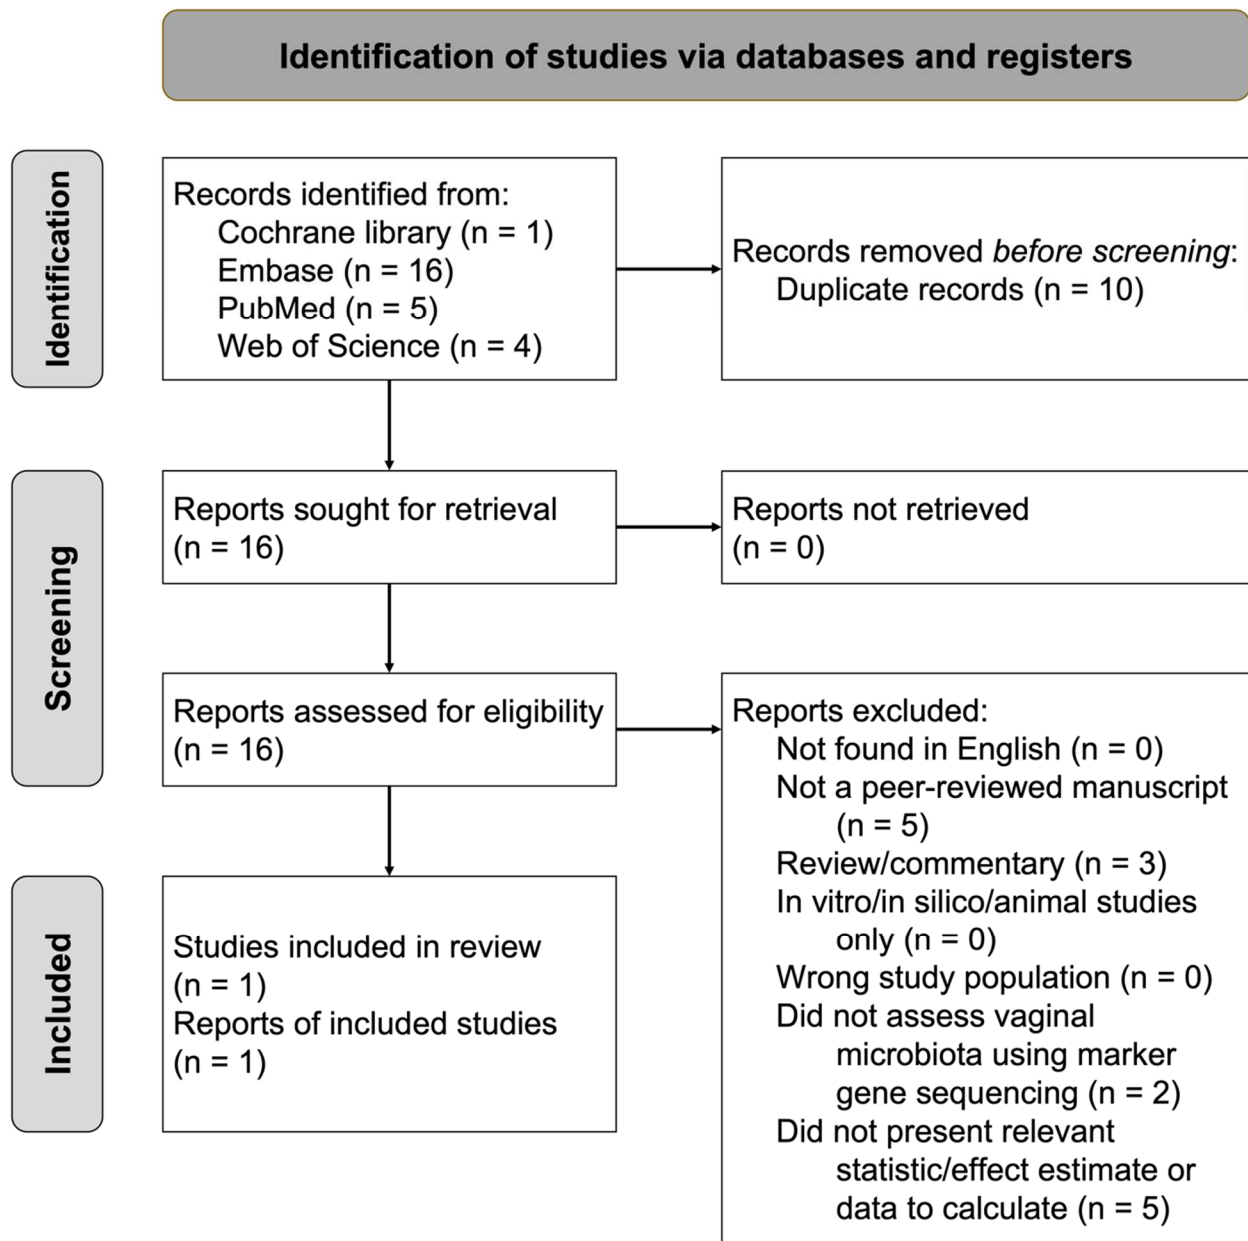 Identification of studies via databases and registers
Identification
Records identified from:
Cochrane library (n = 1)
Embase (n = 16)
PubMed (n = 5)
Web of Science (n = 4)
Records removed before screening:
Duplicate records (n = 10)
Screening
Reports sought for retrieval
(n = 16)
Reports not retrieved
(n = 0)
Reports assessed for eligibility
(n = 16)
Reports excluded:
Not found in English (n = 0)
Not a peer-reviewed manuscript
(n = 5)
Review/commentary (n = 3)
In vitro/in silico/animal studies
only (n = 0)
Wrong study population (n = 0)
Did not assess vaginal
microbiota using marker
gene sequencing (n = 2)
Did not present relevant
statistic/effect estimate or
data to calculate (n = 5)
Included
Studies included in review
(n = 1)
Reports of included studies
(n = 1)